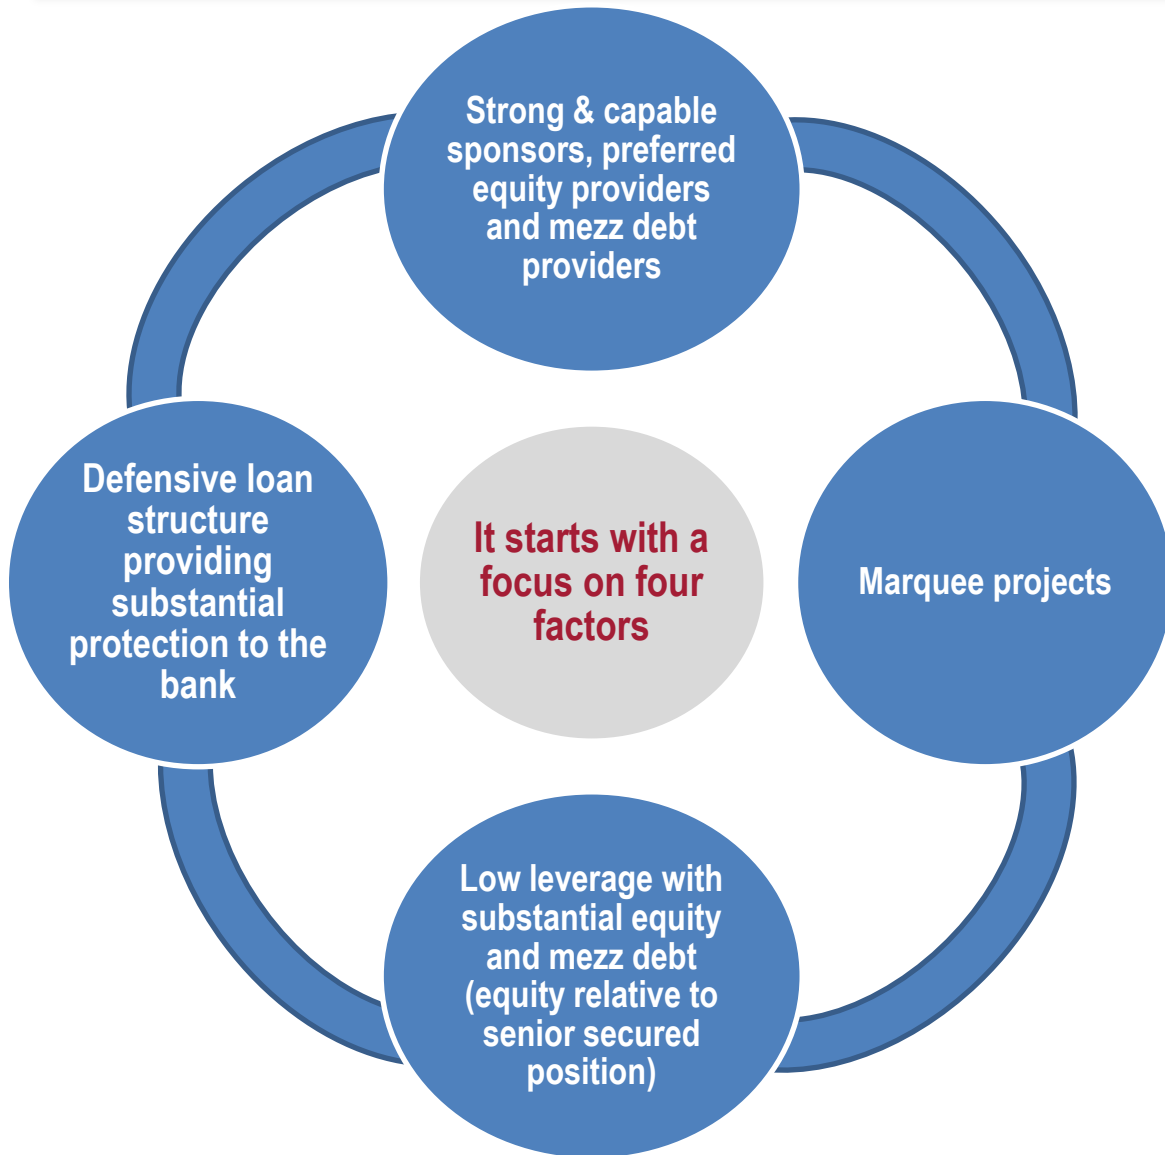 Strong & capable
sponsors, preferred
equity providers
and mezz debt
providers
Defensive loan
structure
providing
substantial
protection to the
bank
It starts with a
focus on four
factors
Marquee projects
Low leverage with
substantial equity
and mezz debt
(equity relative to
senior secured
position)